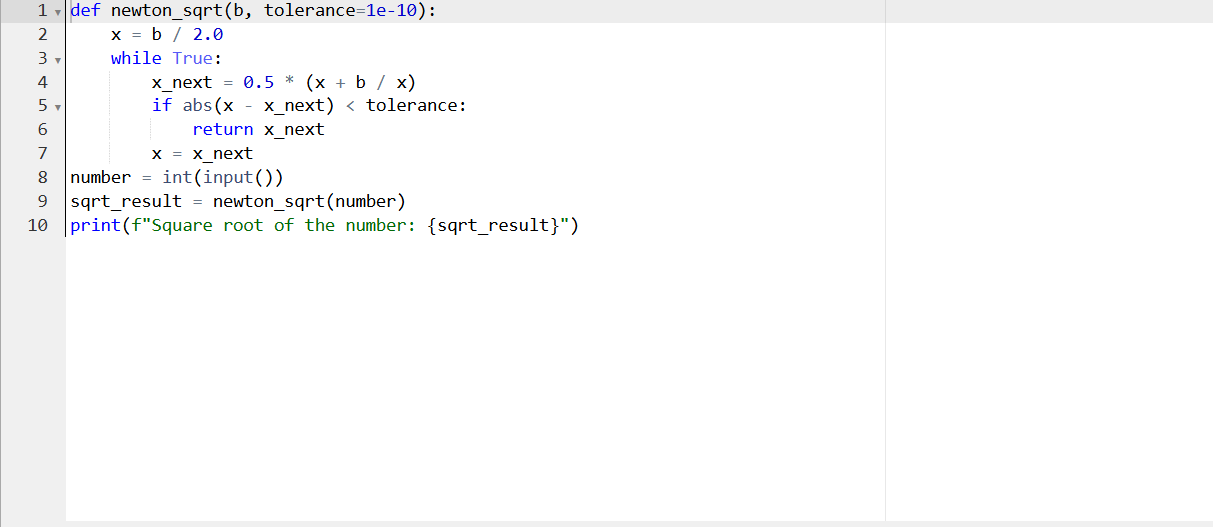 1 def newton_sqrt(b, tolerance=1e-10):
2     x = b / 2.0
3     while True:
4         x_next = 0.5 * (x + b / x)
5         if abs(x - x_next) < tolerance:
6             return x_next
7         x = x_next
8 number = int(input())
9 sqrt_result = newton_sqrt(number)
10 print(f"Square root of the number: {sqrt_result}")